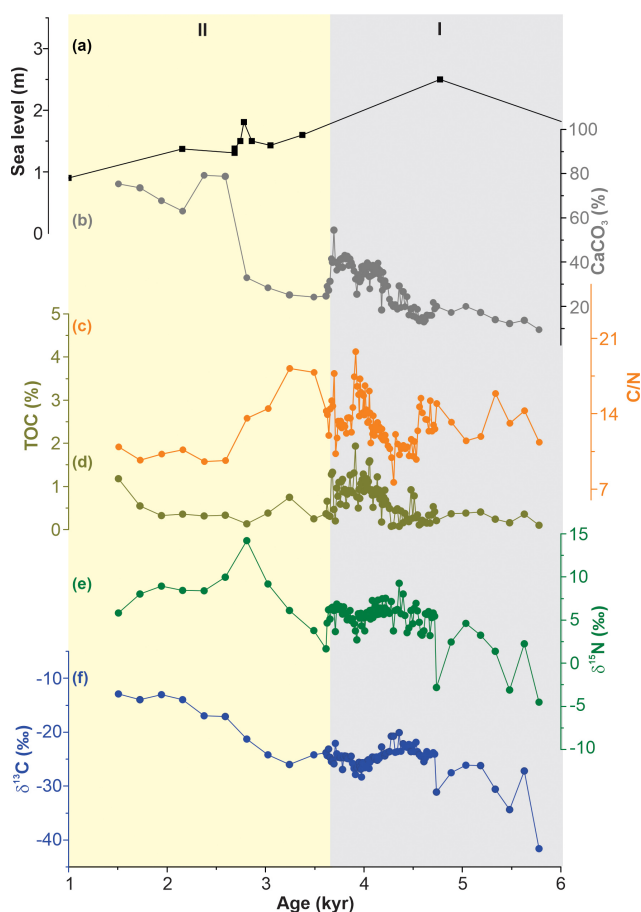 II
I
(a)
3
2
1
0
Sea level (m)
100
80
60
40
20
CaCO₃ (%)
(b)
(c)
21
14
7
C/N
5
4
3
2
1
0
TOC (%)
(d)
15
10
5
0
-5
-10
δ¹⁵N (‰)
(e)
(f)
-10
-20
-30
-40
δ¹³C (‰)
1
2
3
4
5
6
Age (kyr)